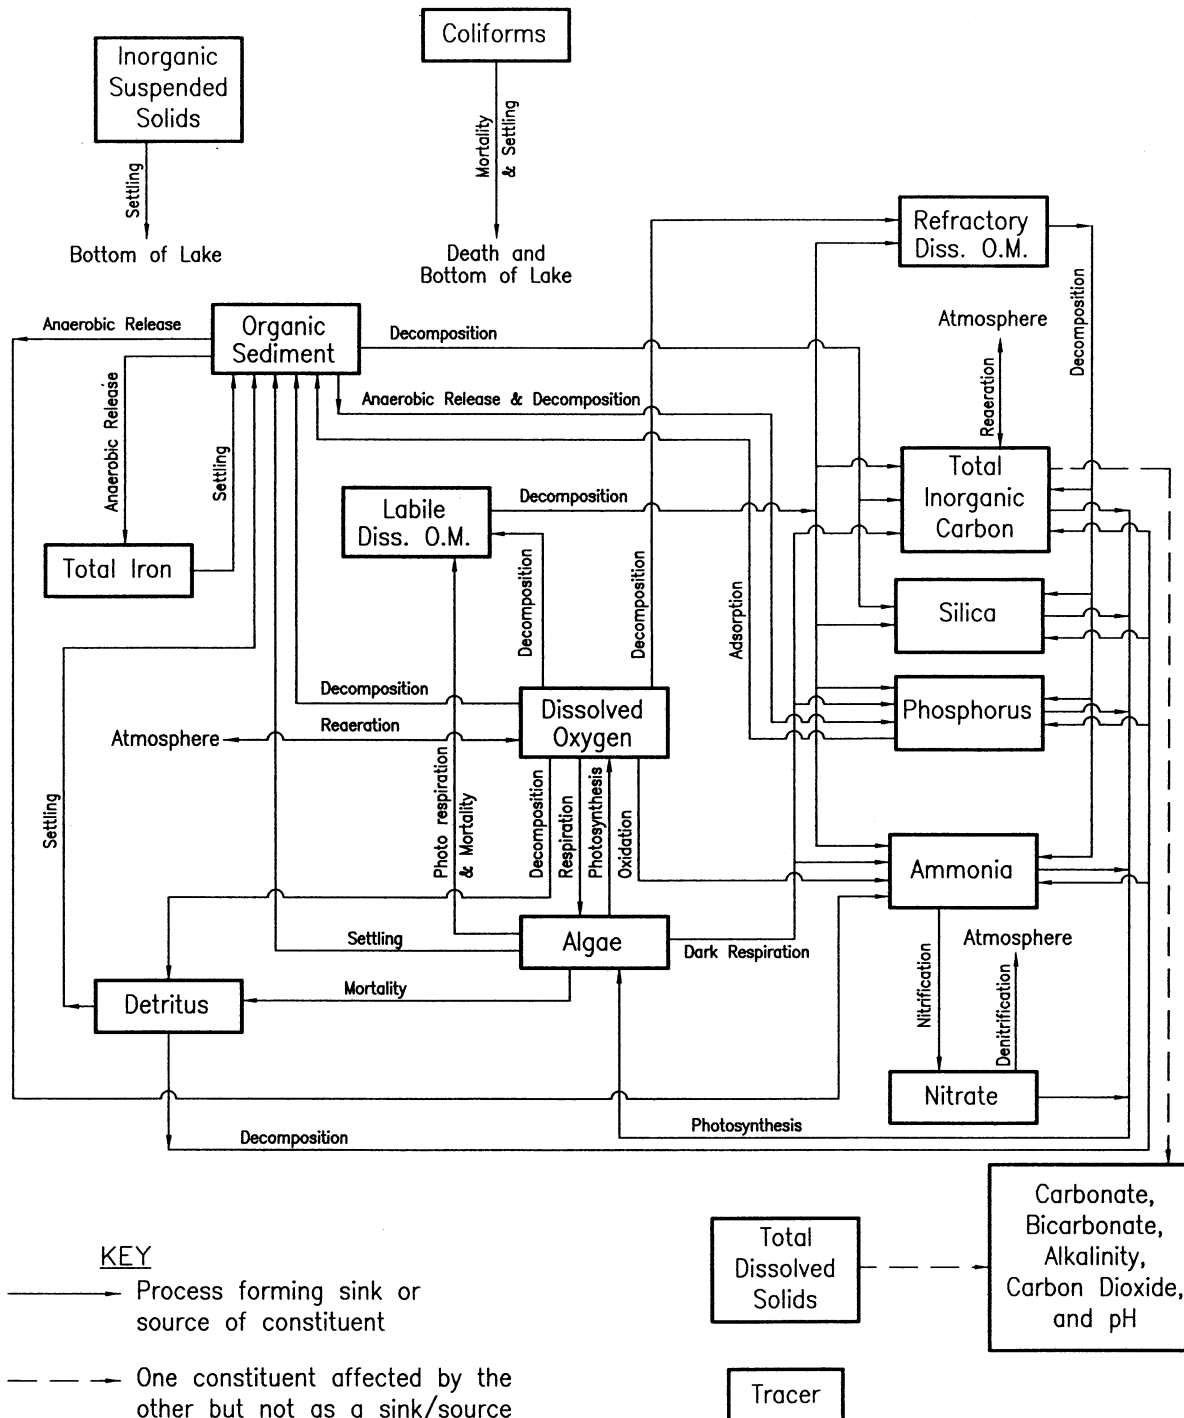 Coliforms
Inorganic
Suspended
Solids
Mortality
& Settling
Settling
Bottom of Lake
Death and
Bottom of Lake
Refractory
Diss. O.M.
Decomposition
Anaerobic Release
Organic
Sediment
Decomposition
Atmosphere
Reaeration
Anaerobic Release
Settling
Anaerobic Release & Decomposition
Total
Inorganic
Carbon
Labile
Diss. O.M.
Decomposition
Total Iron
Decomposition
Decomposition
Adsorption
Silica
Decomposition
Dissolved
Oxygen
Phosphorus
Atmosphere
Reaeration
Settling
Photo respiration
& Mortality
Decomposition
Respiration
Photosynthesis
Oxidation
Ammonia
Settling
Algae
Dark Respiration
Nitrification
Atmosphere
Denitrification
Detritus
Mortality
Nitrate
Photosynthesis
Decomposition
Carbonate,
Bicarbonate,
Alkalinity,
Carbon Dioxide,
and pH
Total
Dissolved
Solids
KEY
Process forming sink or
source of constituent
One constituent affected by the
other but not as a sink/source
Tracer